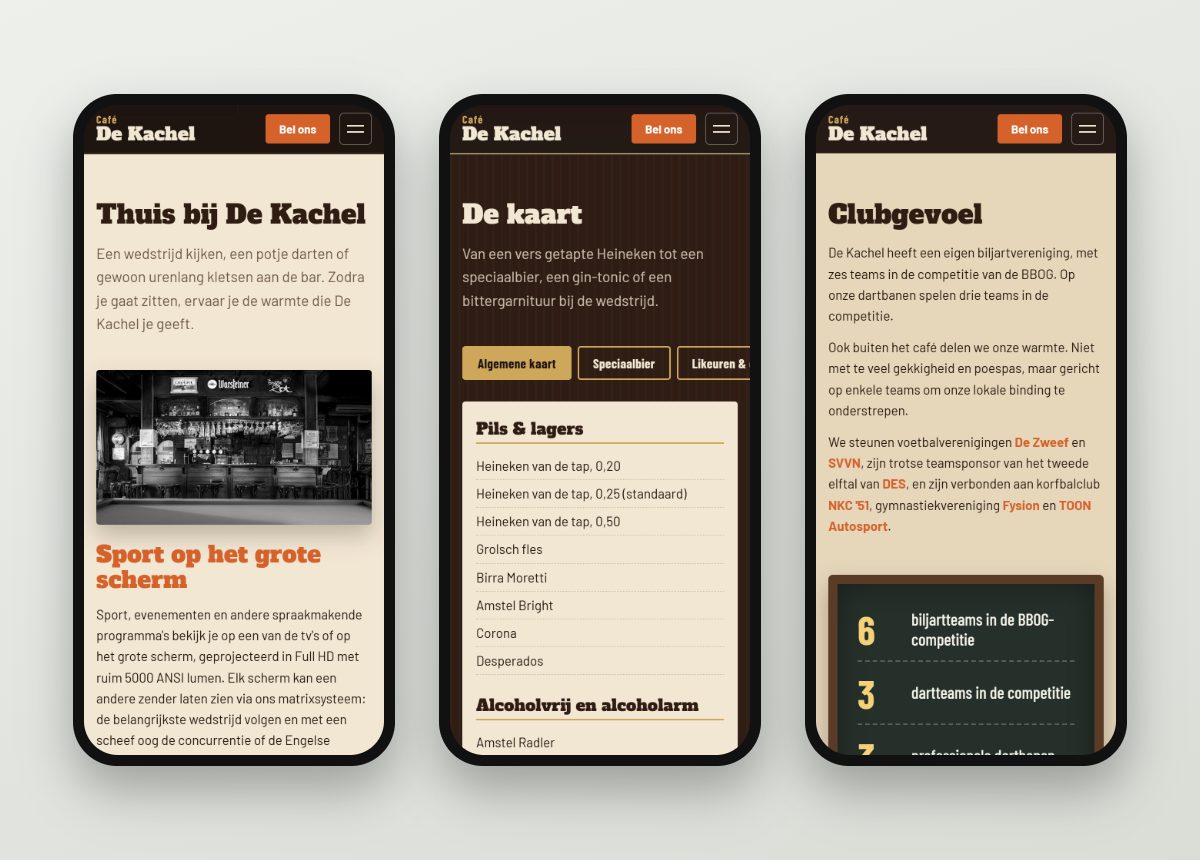 Café
De Kachel
Bel ons
Thuis bij De Kachel
Een wedstrijd kijken, een potje darten of
gewoon urenlang kletsen aan de bar. Zodra
je gaat zitten, ervaar je de warmte die De
Kachel je geeft.
Warsteiner
Sport op het grote
scherm
Sport, evenementen en andere spraakmakende
programma's bekijk je op een van de tv's of op
het grote scherm, geprojecteerd in Full HD met
ruim 5000 ANSI lumen. Elk scherm kan een
andere zender laten zien via ons matrixsysteem:
de belangrijkste wedstrijd volgen en met een
scheef oog de concurrentie of de Engelse
Café
De Kachel
Bel ons
De kaart
Van een vers getapte Heineken tot een
speciaalbier, een gin-tonic of een
bittergarnituur bij de wedstrijd.
Algemene kaart
Speciaalbier
Likeuren &
Pils & lagers
Heineken van de tap, 0,20
Heineken van de tap, 0,25 (standaard)
Heineken van de tap, 0,50
Grolsch fles
Birra Moretti
Amstel Bright
Corona
Desperados
Alcoholvrij en alcoholarm
Amstel Radler
Café
De Kachel
Bel ons
Clubgevoel
De Kachel heeft een eigen biljartvereniging, met
zes teams in de competitie van de BBOG. Op
onze dartbanen spelen drie teams in de
competitie.
Ook buiten het café delen we onze warmte. Niet
met te veel gekkigheid en poespas, maar gericht
op enkele teams om onze lokale binding te
onderstrepen.
We steunen voetbalverenigingen De Zweef en
SVVN, zijn trotse teamsponsor van het tweede
elftal van DES, en zijn verbonden aan korfbalclub
NKC '51, gymnastiekvereniging Fysion en TOON
Autosport.
6
biljartteams in de BBOG-
competitie
3
dartteams in de competitie